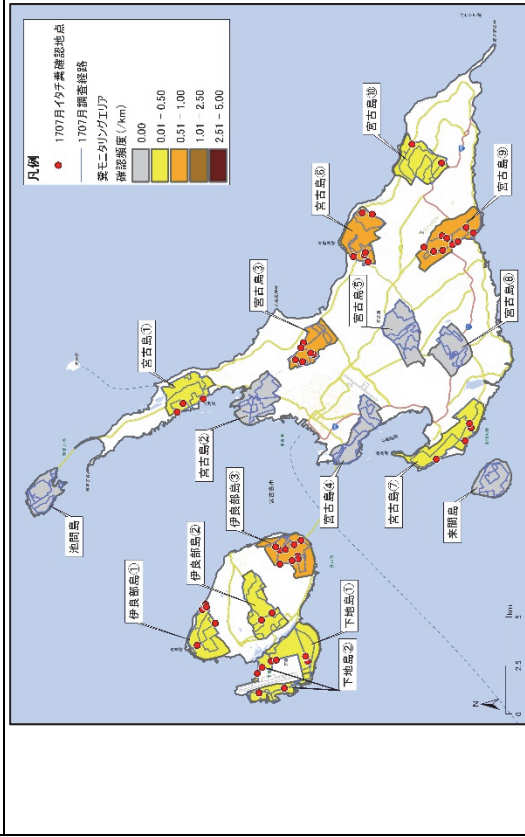 凡例
1707月イタチ糞確認地点
1707月調査経路
糞モニタリングエリア
確認頻度(/km)
0.00
0.01 - 0.50
0.51 - 1.00
1.01 - 2.50
2.51 - 5.00
池間島
宮古島①
宮古島②
宮古島③
宮古島④
宮古島⑤
宮古島⑥
宮古島⑦
宮古島⑧
宮古島⑨
宮古島⑩
来間島
伊良部島①
伊良部島②
伊良部島③
下地島①
下地島②
N
0
2.5
5
km